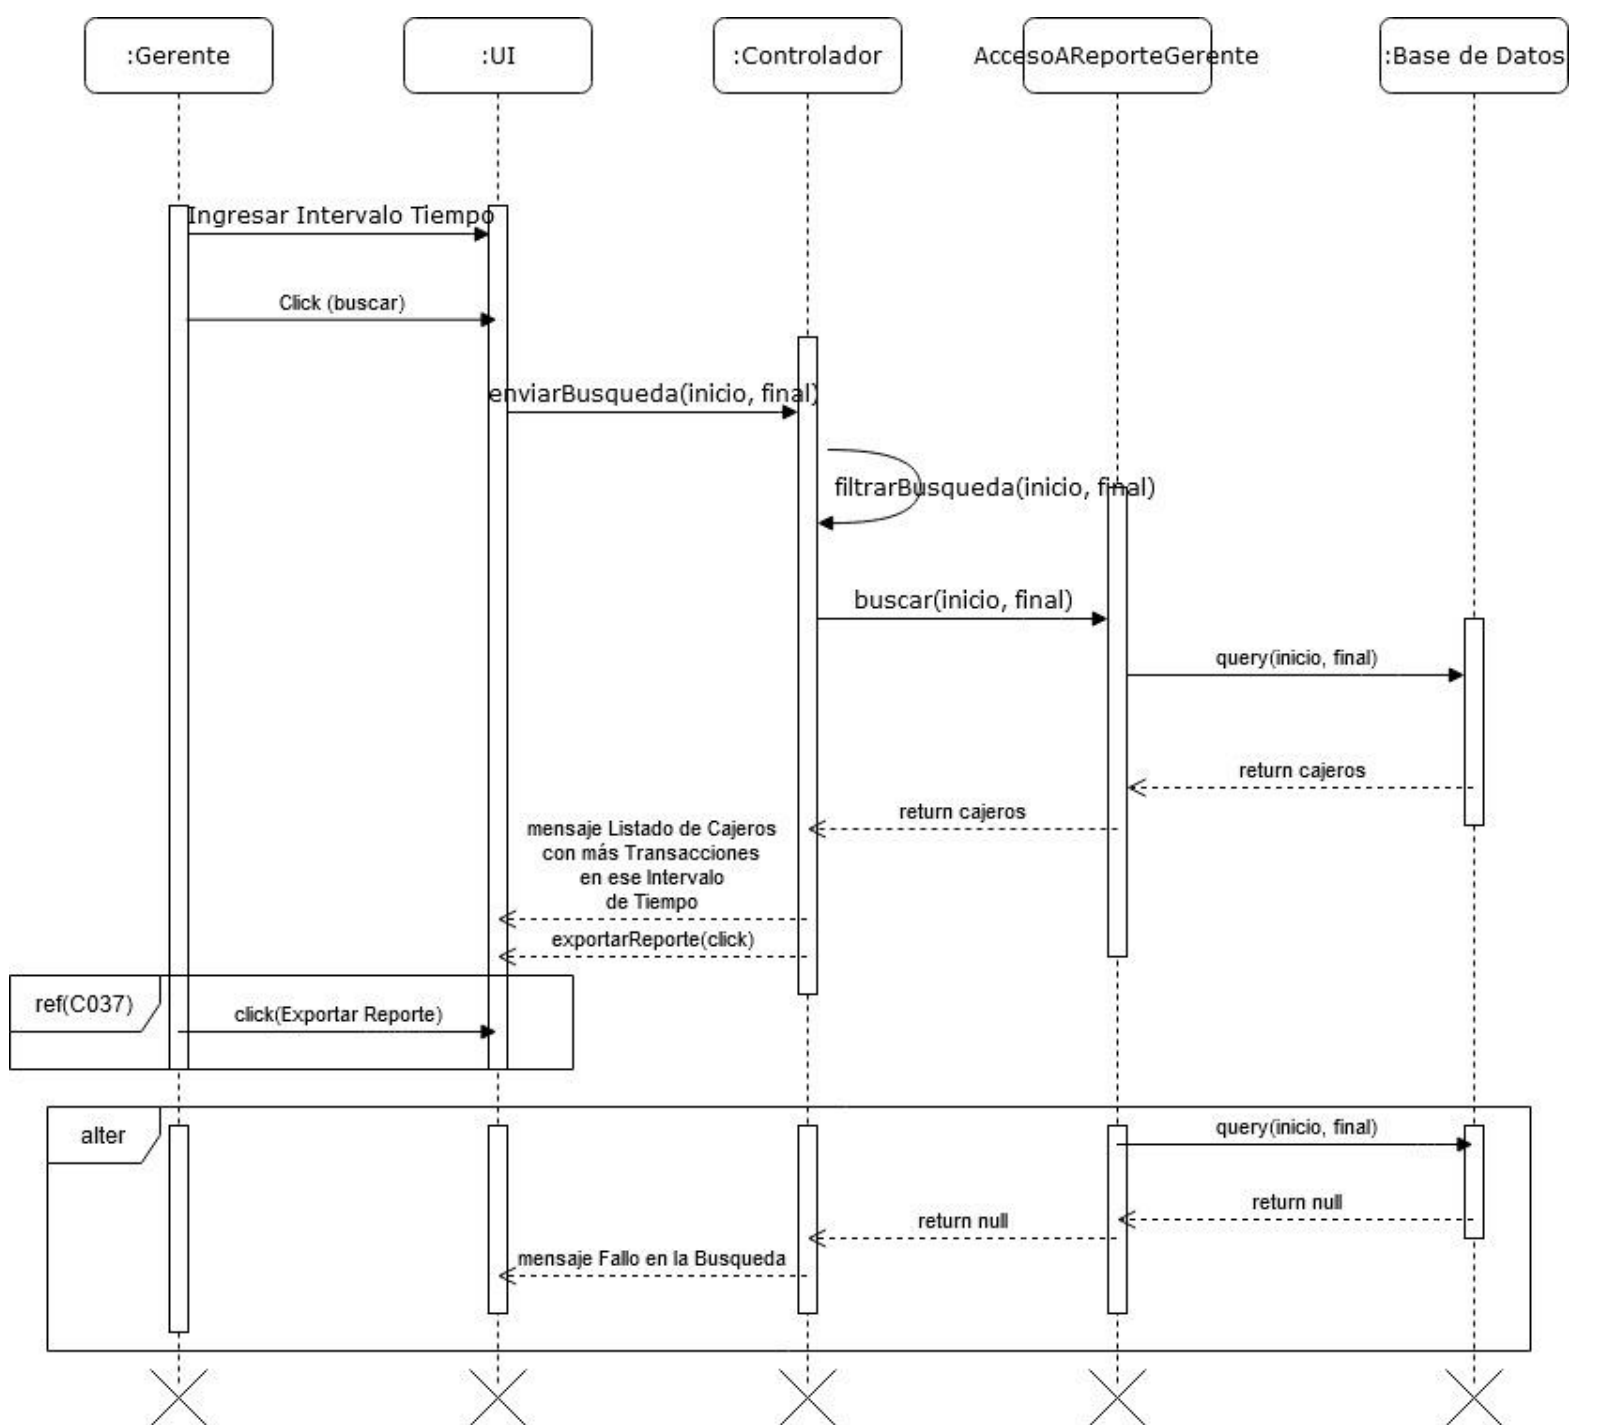 :Gerente
:UI
:Controlador
AccesoAReporteGerente
:Base de Datos
Ingresar Intervalo Tiempo
Click (buscar)
enviarBusqueda(inicio, final)
filtrarBusqueda(inicio, final)
buscar(inicio, final)
query(inicio, final)
return cajeros
return cajeros
mensaje Listado de Cajeros
con más Transacciones
en ese Intervalo
de Tiempo
exportarReporte(click)
ref(C037)
click(Exportar Reporte)
alter
query(inicio, final)
return null
return null
mensaje Fallo en la Busqueda